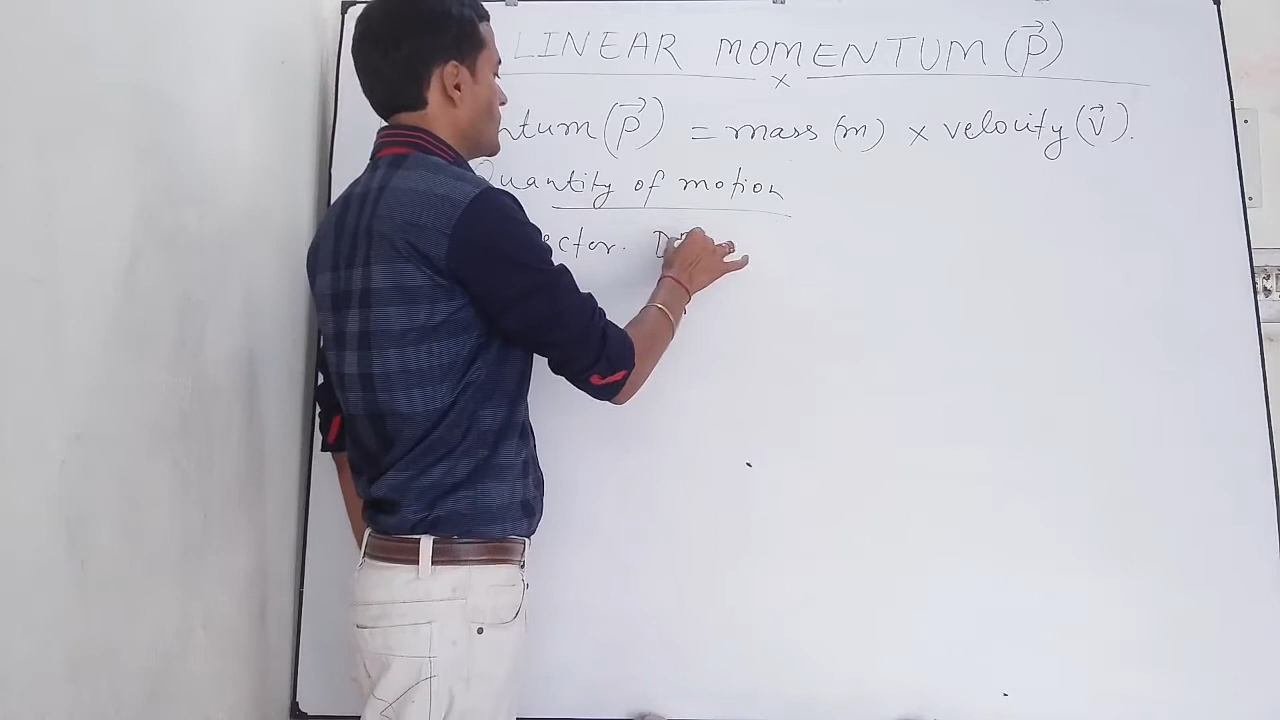 LINEAR MOMENTUM (p⃗)
ntum (p⃗) = mass (m) × velocity (v⃗).
Quantity of motion
ector.